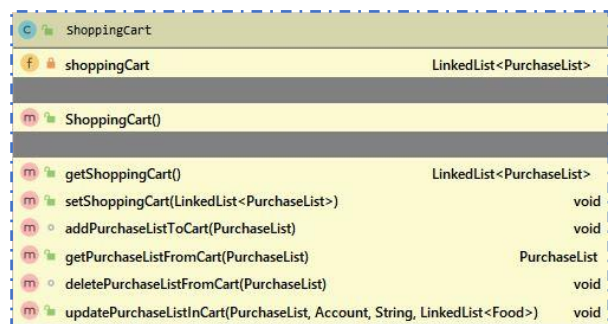 C ShoppingCart
f shoppingCart LinkedList<PurchaseList>
m ShoppingCart()
m getShoppingCart() LinkedList<PurchaseList>
m setShoppingCart(LinkedList<PurchaseList>) void
m addPurchaseListToCart(PurchaseList) void
m getPurchaseListFromCart(PurchaseList) PurchaseList
m deletePurchaseListFromCart(PurchaseList) void
m updatePurchaseListInCart(PurchaseList, Account, String, LinkedList<Food>) void